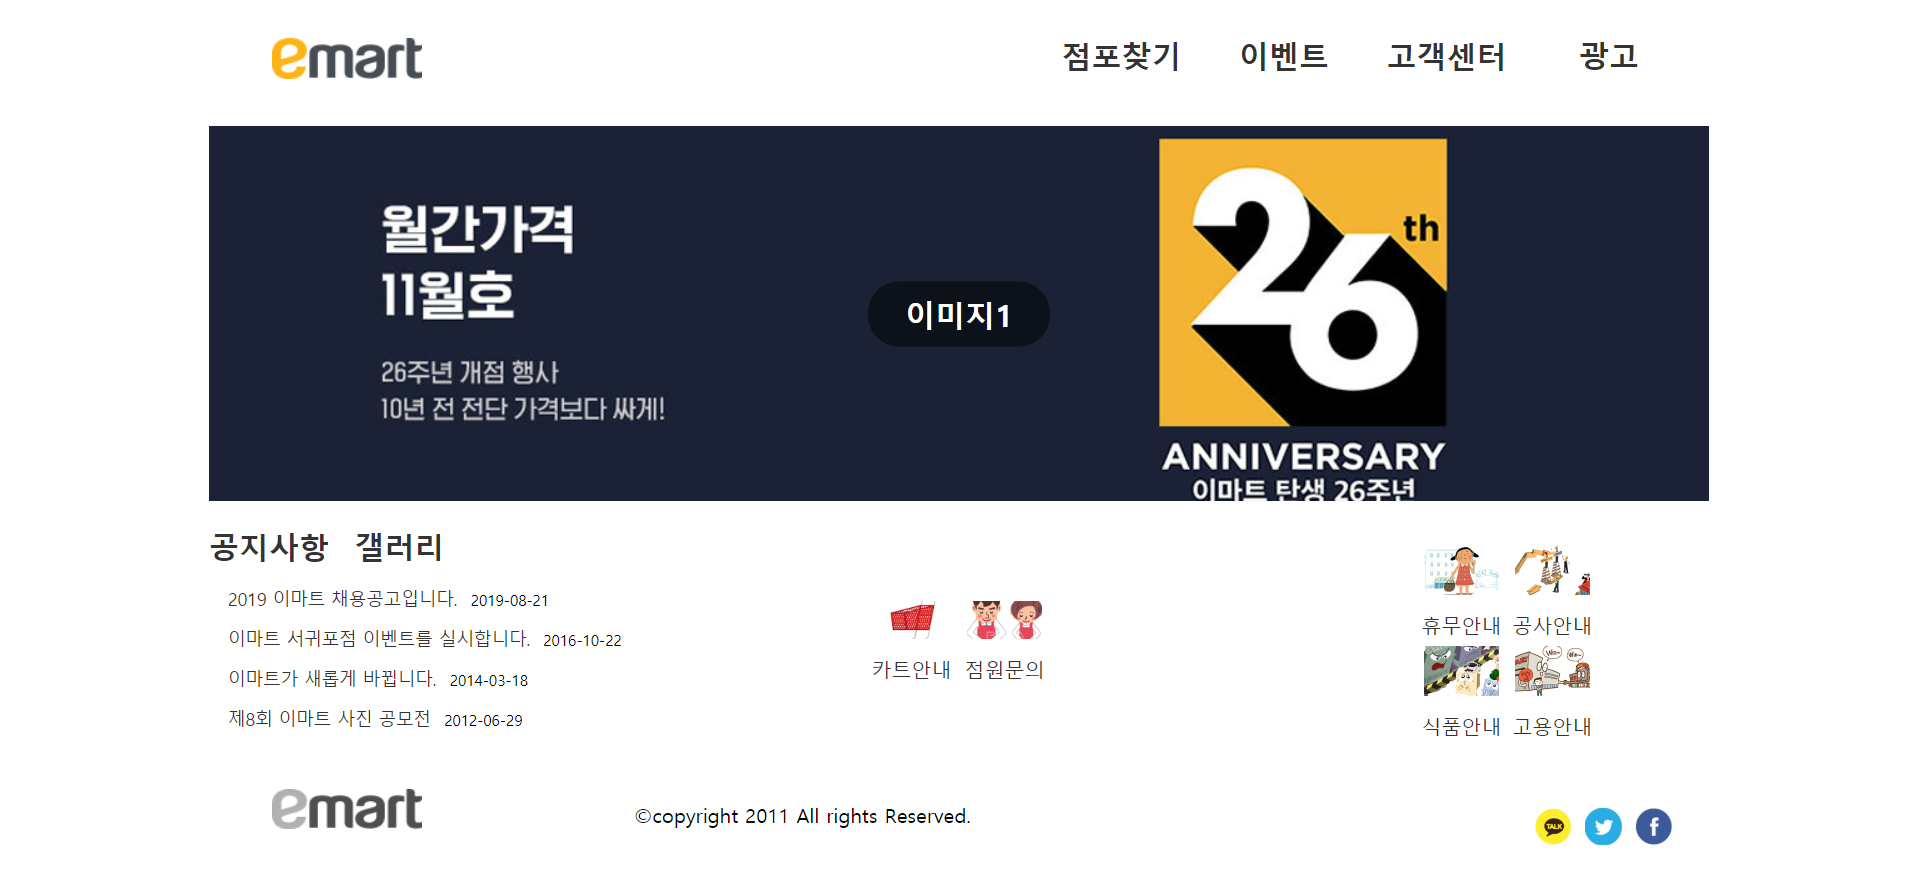 emart
점포찾기 이벤트 고객센터 광고
월간가격
11월호
26주년 개점 행사
10년 전 전단 가격보다 싸게!
이미지1
26th
ANNIVERSARY
이마트 탄생 26주년
공지사항 갤러리
2019 이마트 채용공고입니다. 2019-08-21
이마트 서귀포점 이벤트를 실시합니다. 2016-10-22
이마트가 새롭게 바뀝니다. 2014-03-18
제8회 이마트 사진 공모전 2012-06-29
카트안내 점원문의
휴무안내 공사안내
식품안내 고용안내
emart
©copyright 2011 All rights Reserved.
TALK